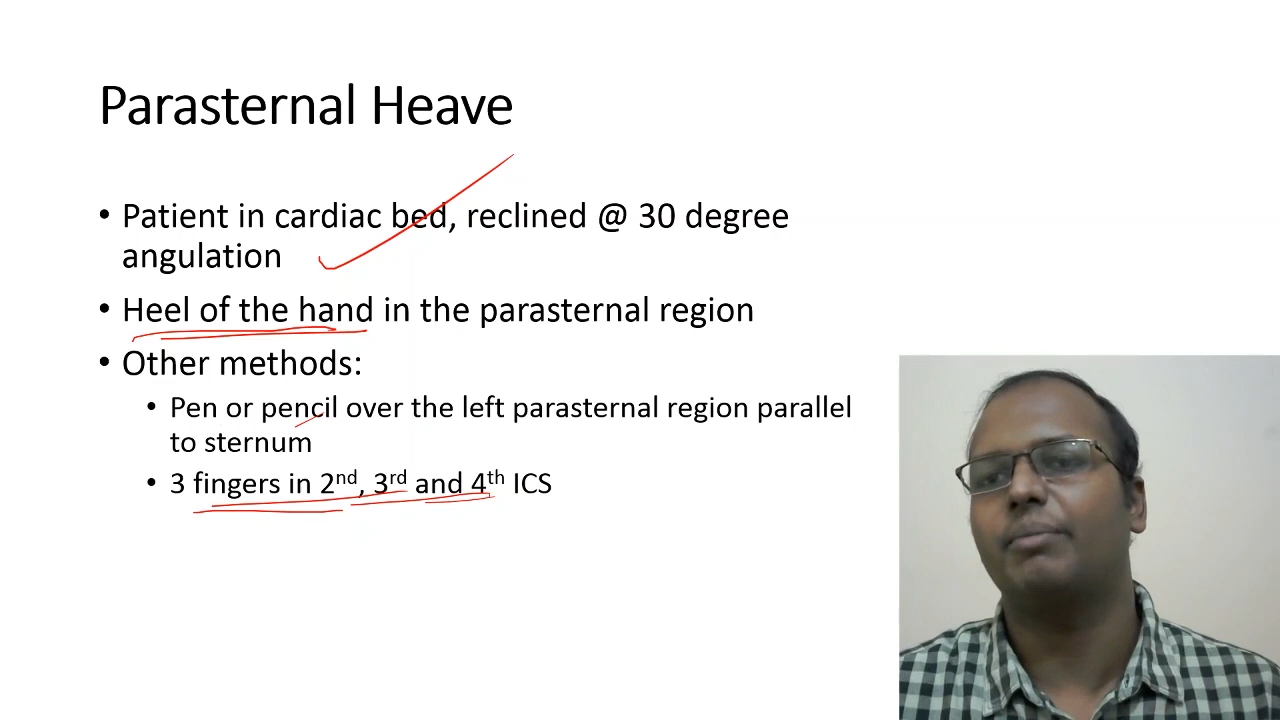 Parasternal Heave
• Patient in cardiac bed, reclined @ 30 degree
angulation
• Heel of the hand in the parasternal region
• Other methods:
• Pen or pencil over the left parasternal region parallel
to sternum
• 3 fingers in 2nd, 3rd and 4th ICS